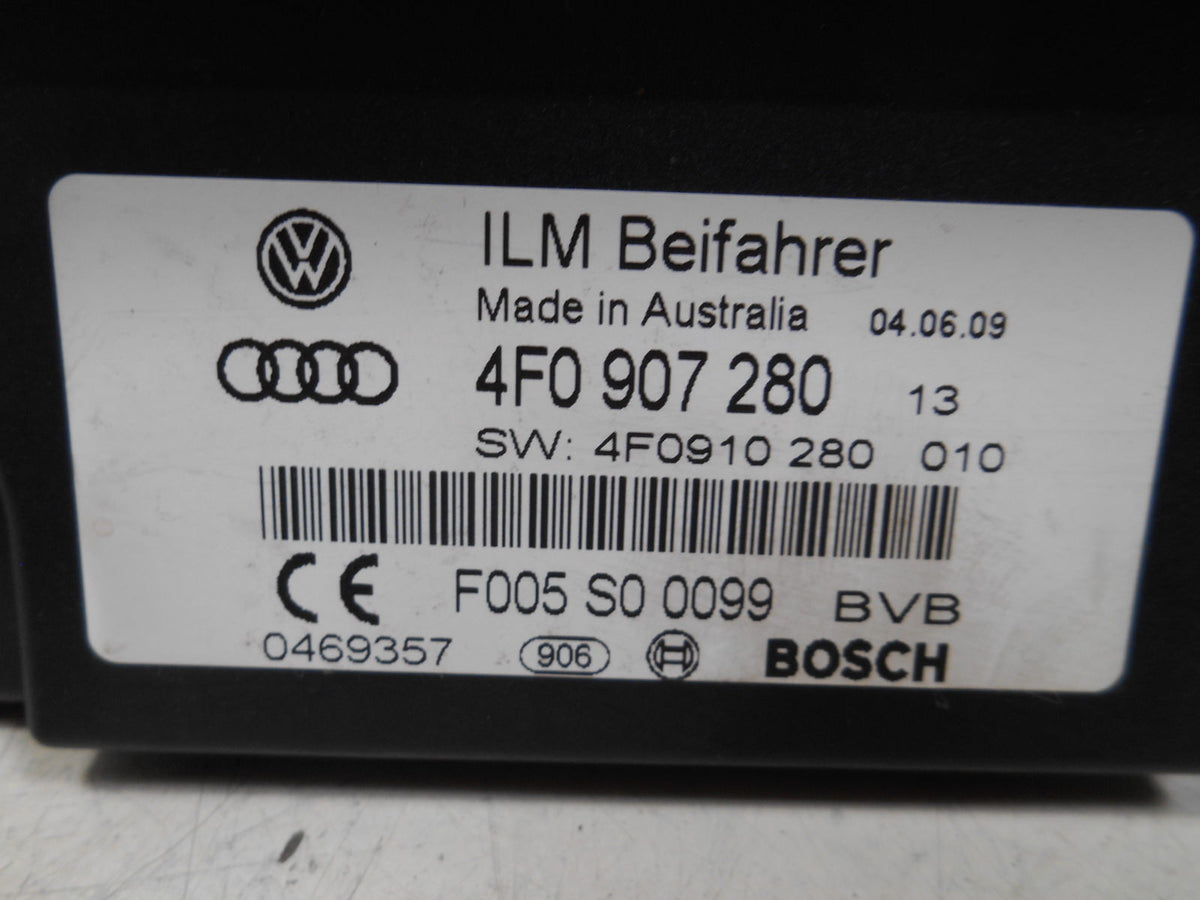 ILM Beifahrer
Made in Australia 04.06.09
4F0 907 280 13
SW: 4F0910 280 010
CE F005 S0 0099 BVB
0469357 906 BOSCH